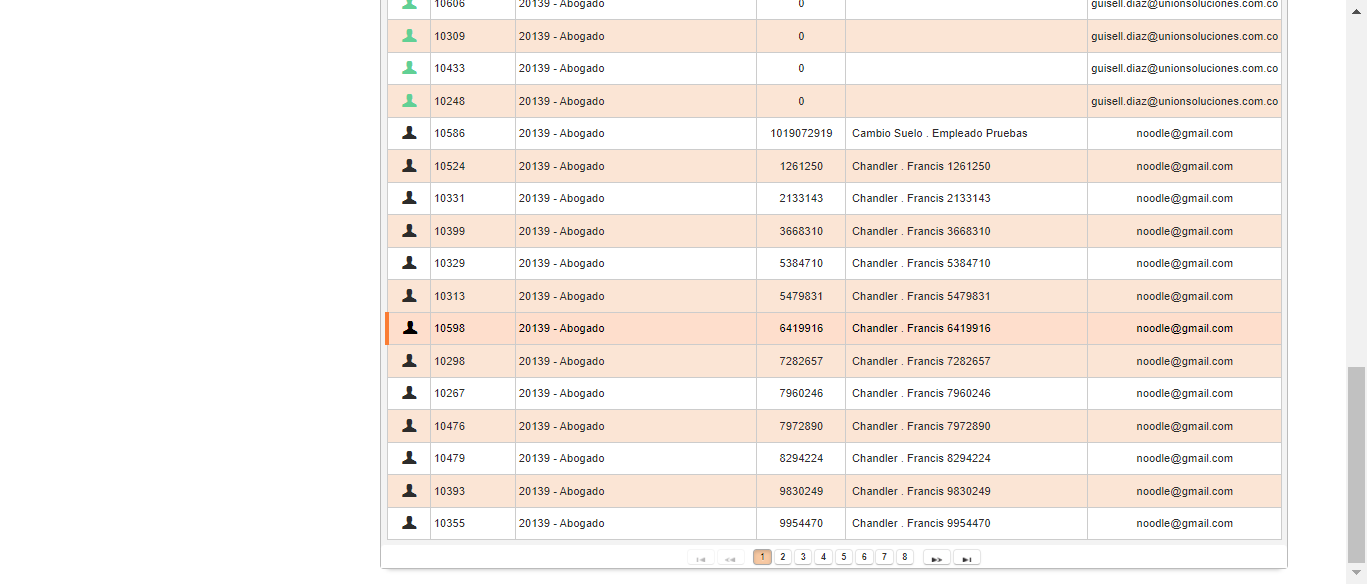 10606 20139 - Abogado 0 guisell.diaz@unionsoluciones.com.co
10309 20139 - Abogado 0 guisell.diaz@unionsoluciones.com.co
10433 20139 - Abogado 0 guisell.diaz@unionsoluciones.com.co
10248 20139 - Abogado 0 guisell.diaz@unionsoluciones.com.co
10586 20139 - Abogado 1019072919 Cambio Suelo . Empleado Pruebas noodle@gmail.com
10524 20139 - Abogado 1261250 Chandler . Francis 1261250 noodle@gmail.com
10331 20139 - Abogado 2133143 Chandler . Francis 2133143 noodle@gmail.com
10399 20139 - Abogado 3668310 Chandler . Francis 3668310 noodle@gmail.com
10329 20139 - Abogado 5384710 Chandler . Francis 5384710 noodle@gmail.com
10313 20139 - Abogado 5479831 Chandler . Francis 5479831 noodle@gmail.com
10598 20139 - Abogado 6419916 Chandler . Francis 6419916 noodle@gmail.com
10298 20139 - Abogado 7282657 Chandler . Francis 7282657 noodle@gmail.com
10267 20139 - Abogado 7960246 Chandler . Francis 7960246 noodle@gmail.com
10476 20139 - Abogado 7972890 Chandler . Francis 7972890 noodle@gmail.com
10479 20139 - Abogado 8294224 Chandler . Francis 8294224 noodle@gmail.com
10393 20139 - Abogado 9830249 Chandler . Francis 9830249 noodle@gmail.com
10355 20139 - Abogado 9954470 Chandler . Francis 9954470 noodle@gmail.com
1 2 3 4 5 6 7 8